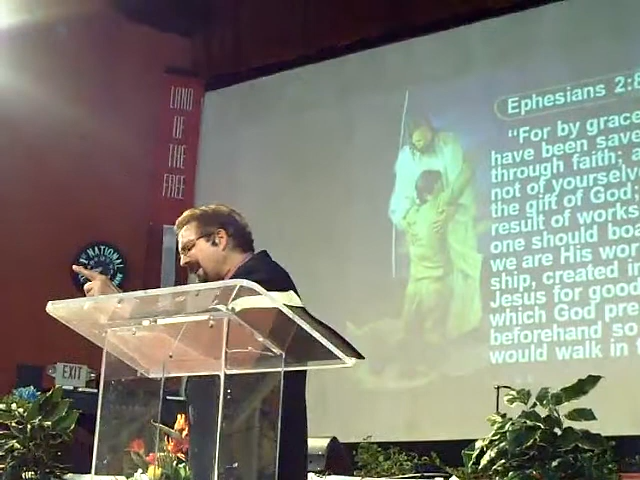 LAND
OF
THE
FREE
1ST NATIONAL
EXIT
Ephesians 2:8
"For by grace
have been save
through faith; a
not of yourselve
the gift of God
result of works
one should boa
we are His wor
ship, created in
Jesus for good
which God pre
beforehand so
would walk in t